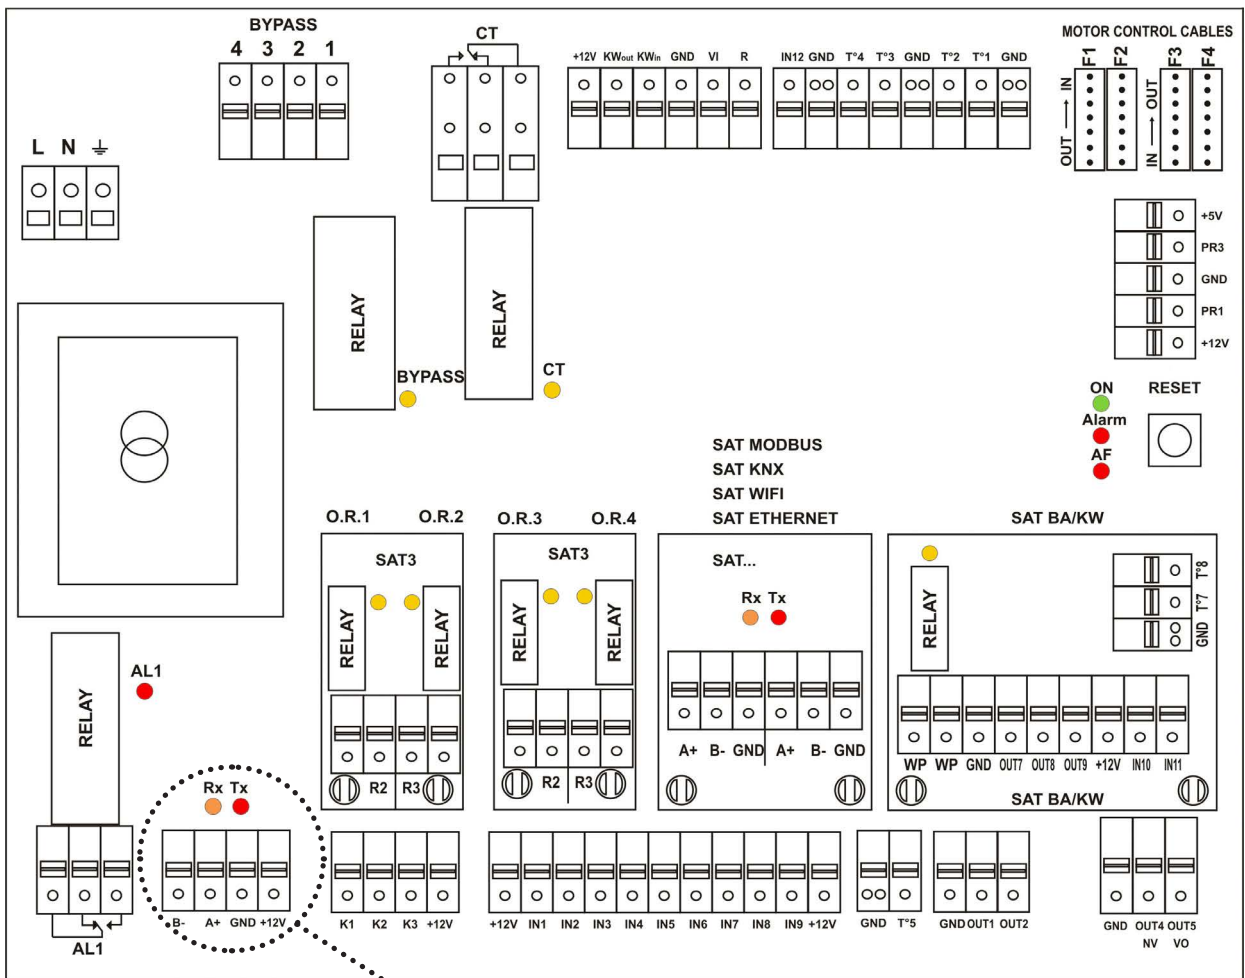 BYPASS
4 3 2 1
CT
+12V KWout KWin GND VI R
IN12 GND T°4 T°3 GND T°2 T°1 GND
MOTOR CONTROL CABLES
F1 F2 F3 F4
OUT → IN
IN → OUT
L N
+5V
PR3
GND
PR1
+12V
RELAY
BYPASS
RELAY
CT
ON
Alarm
AF
RESET
SAT MODBUS
SAT KNX
SAT WIFI
SAT ETHERNET
O.R.1 O.R.2
SAT3
RELAY RELAY
R2 R3
O.R.3 O.R.4
SAT3
RELAY RELAY
R2 R3
SAT...
Rx Tx
A+ B- GND A+ B- GND
SAT BA/KW
RELAY
T°8
T°7
GND
WP WP GND OUT7 OUT8 OUT9 +12V IN10 IN11
SAT BA/KW
RELAY
AL1
AL1
Rx Tx
B- A+ GND +12V
K1 K2 K3 +12V
+12V IN1 IN2 IN3 IN4 IN5 IN6 IN7 IN8 IN9 +12V
GND T°5
GND OUT1 OUT2
GND OUT4 OUT5
NV VO